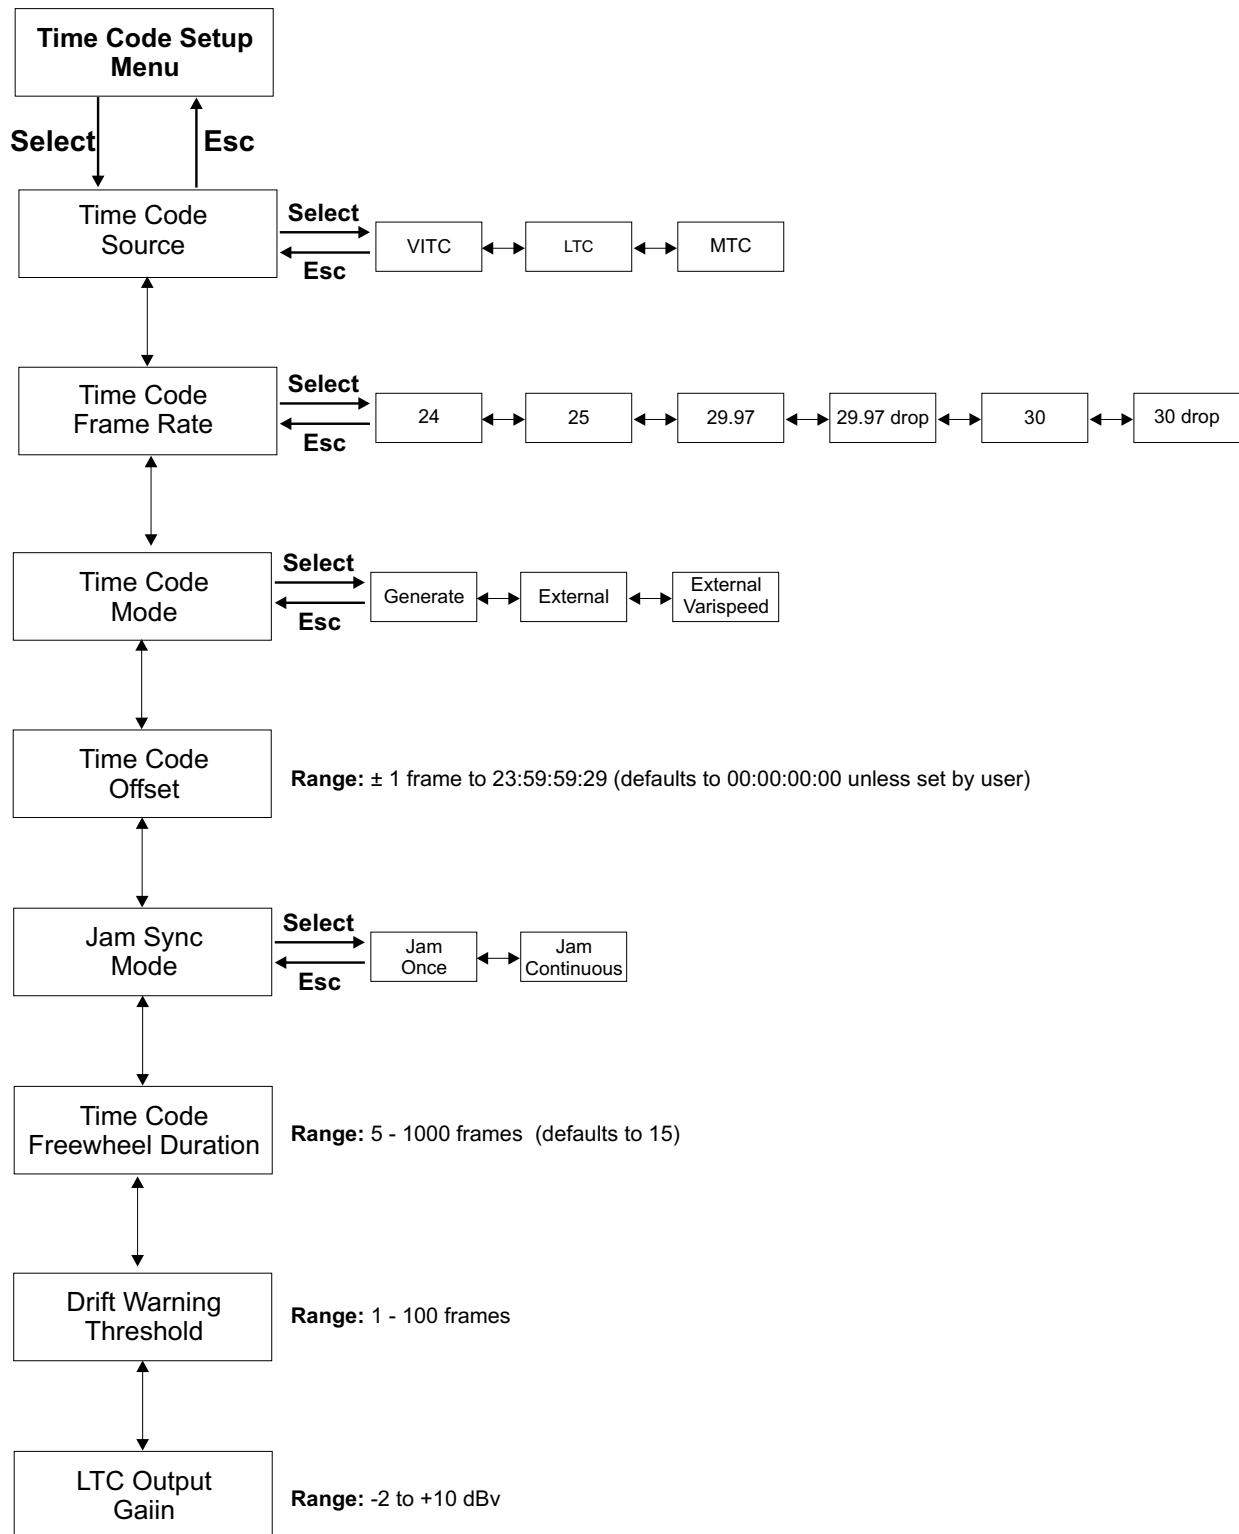 Time Code Setup
Menu
Select
Esc
Time Code
Source
Select
Esc
VITC
LTC
MTC
Time Code
Frame Rate
Select
Esc
24
25
29.97
29.97 drop
30
30 drop
Time Code
Mode
Select
Esc
Generate
External
External
Varispeed
Time Code
Offset
Range: ± 1 frame to 23:59:59:29 (defaults to 00:00:00:00 unless set by user)
Jam Sync
Mode
Select
Esc
Jam
Once
Jam
Continuous
Time Code
Freewheel Duration
Range: 5 - 1000 frames (defaults to 15)
Drift Warning
Threshold
Range: 1 - 100 frames
LTC Output
Gaiin
Range: -2 to +10 dBv